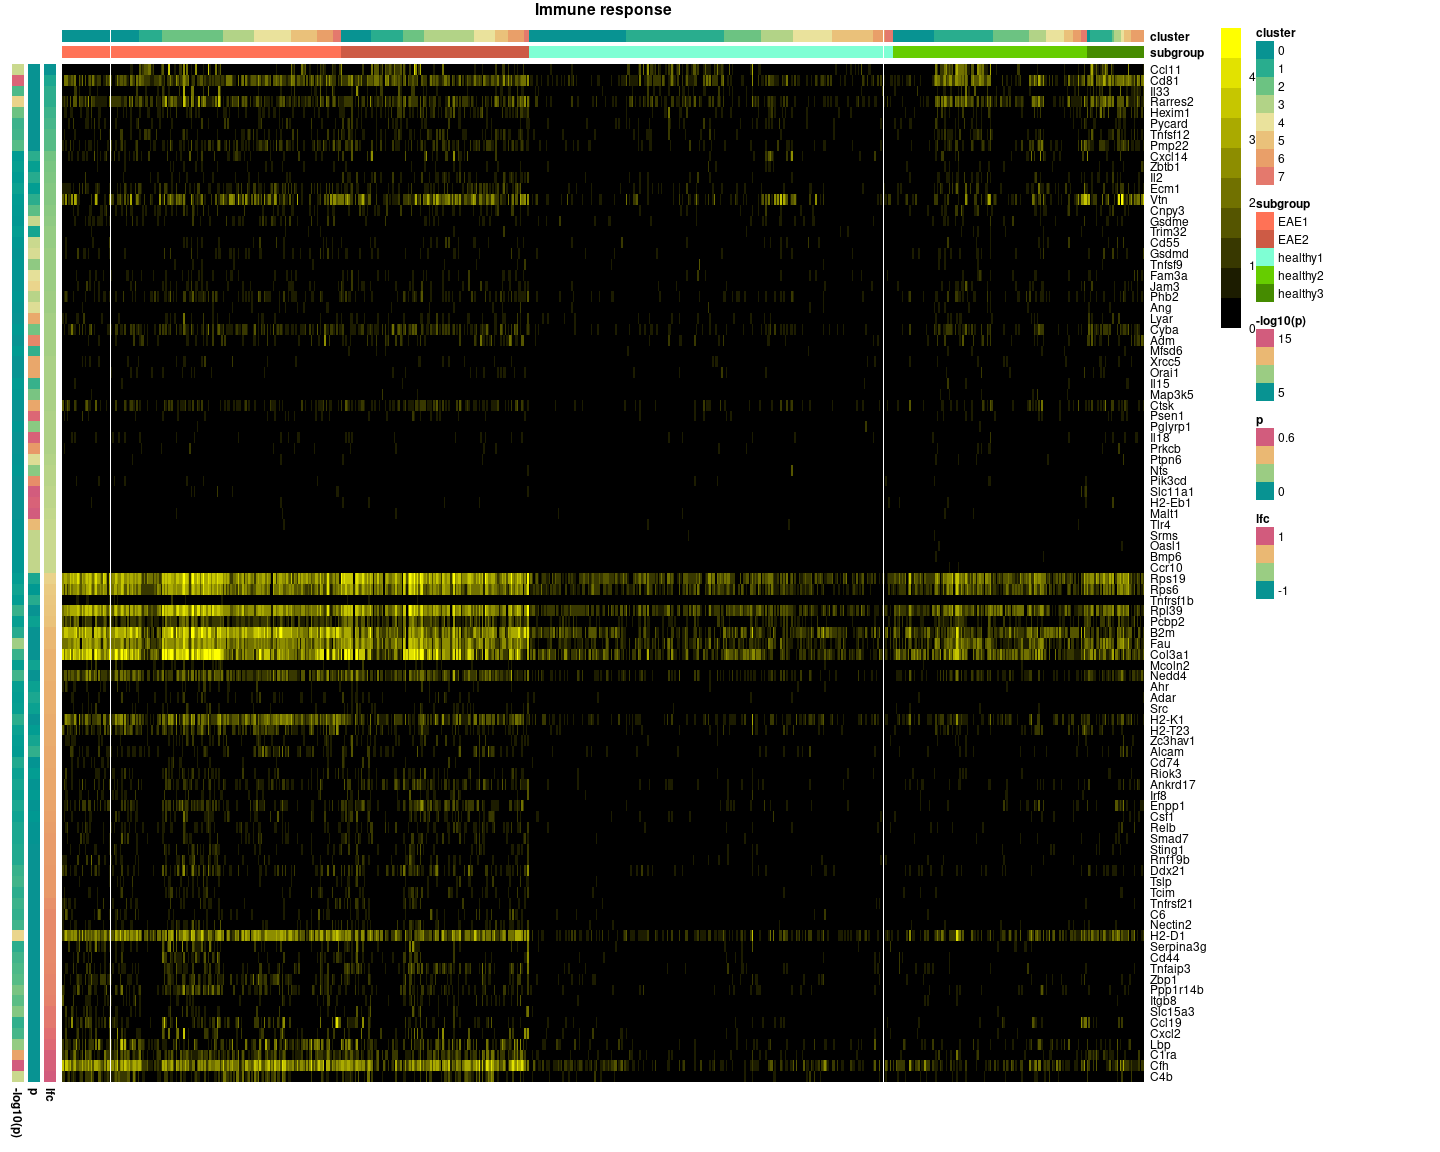 Immune response
cluster
subgroup
Ccl11
Cd81
Il33
Rarres2
Hexim1
Pycard
Tnfsf12
Pmp22
Cxcl14
Zbtb1
Il2
Ecm1
Vtn
Cnpy3
Gsdme
Trim32
Cd55
Gsdmd
Tnfsf9
Fam3a
Jam3
Phb2
Ang
Lyar
Cyba
Adm
Mfsd6
Xrcc5
Orai1
Il15
Map3k5
Ctsk
Psen1
Pglyrp1
Il18
Prkcb
Ptpn6
Nts
Pik3cd
Slc11a1
H2-Eb1
Malt1
Tlr4
Srms
Oasl1
Bmp6
Ccr10
Rps19
Rps6
Tnfrsf1b
Rpl39
Pcbp2
B2m
Fau
Col3a1
Mcoln2
Nedd4
Ahr
Adar
Src
H2-K1
H2-T23
Zc3hav1
Alcam
Cd74
Riok3
Ankrd17
Irf8
Enpp1
Csf1
Relb
Smad7
Sting1
Rnf19b
Ddx21
Tslp
Tcim
Tnfrsf21
C6
Nectin2
H2-D1
Serpina3g
Cd44
Tnfaip3
Zbp1
Ppp1r14b
Itgb8
Slc15a3
Ccl19
Cxcl2
Lbp
C1ra
Cfh
C4b
-log10(p)
p
lfc
4
3
2
1
0
cluster
0
1
2
3
4
5
6
7
subgroup
EAE1
EAE2
healthy1
healthy2
healthy3
-log10(p)
15
5
p
0.6
0
lfc
1
-1